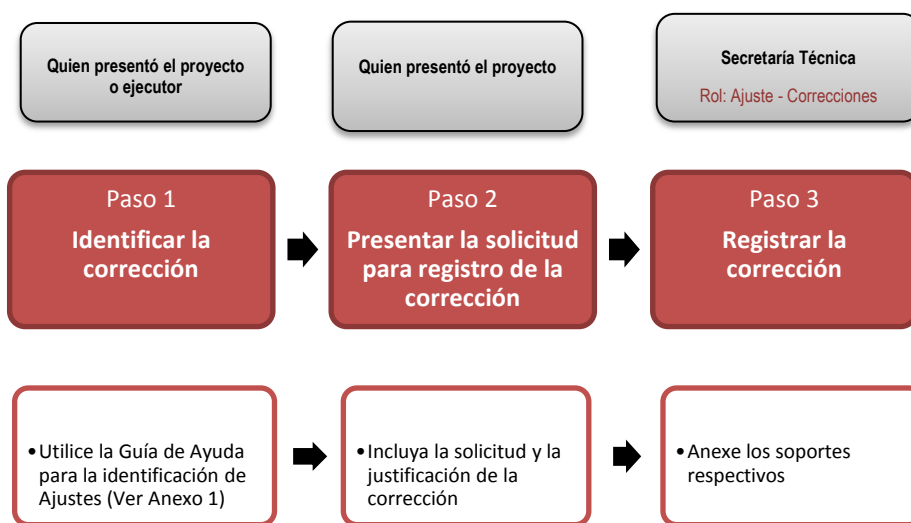 Quien presentó el proyecto
o ejecutor
Quien presentó el proyecto
Secretaría Técnica
Rol: Ajuste - Correcciones
Paso 1
Identificar la
corrección
Paso 2
Presentar la solicitud
para registro de la
corrección
Paso 3
Registrar la
corrección
•Utilice la Guía de Ayuda
para la identificación de
Ajustes (Ver Anexo 1)
•Incluya la solicitud y la
justificación de la
corrección
•Anexe los soportes
respectivos